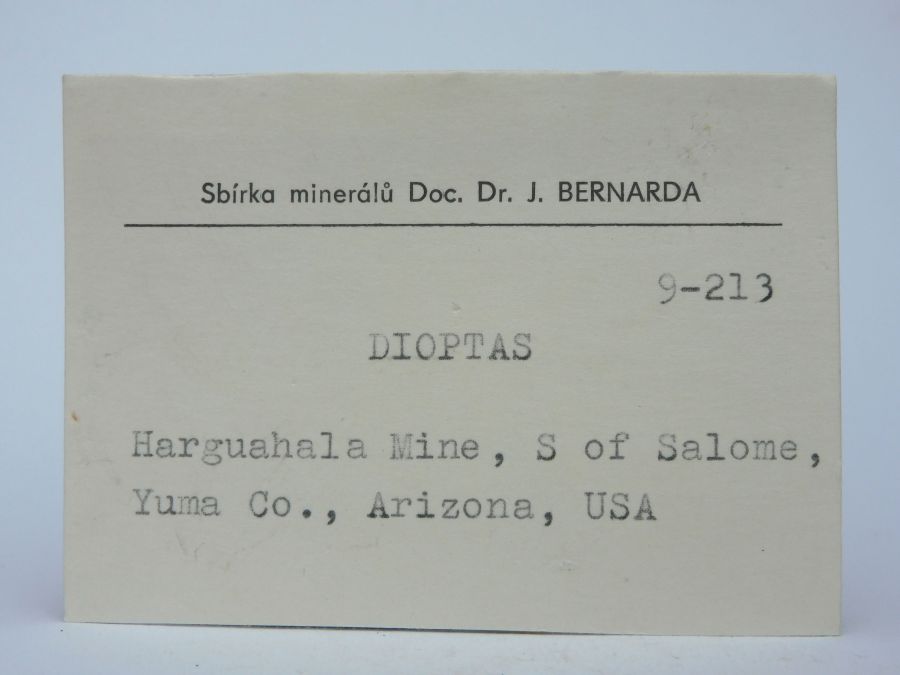 Sbírka minerálů Doc. Dr. J. BERNARDA
9-213
DIOPTAS
Harguahala Mine, S of Salome,
Yuma Co., Arizona, USA